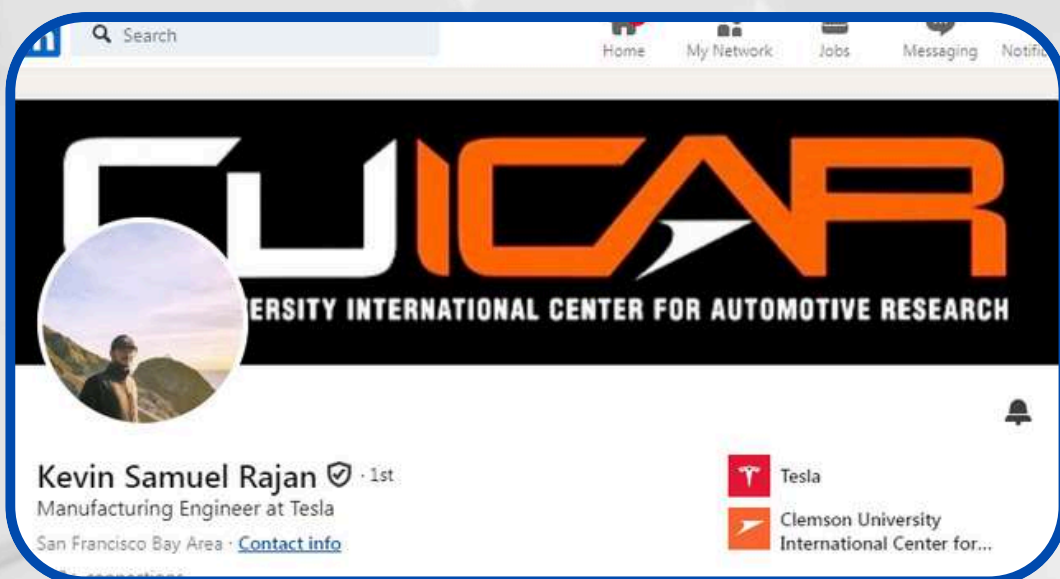 Search
Home
My Network
Jobs
Messaging
CUICAR
ERSITY INTERNATIONAL CENTER FOR AUTOMOTIVE RESEARCH
Kevin Samuel Rajan · 1st
Manufacturing Engineer at Tesla
San Francisco Bay Area · Contact info
connections
Tesla
Clemson University
International Center for...